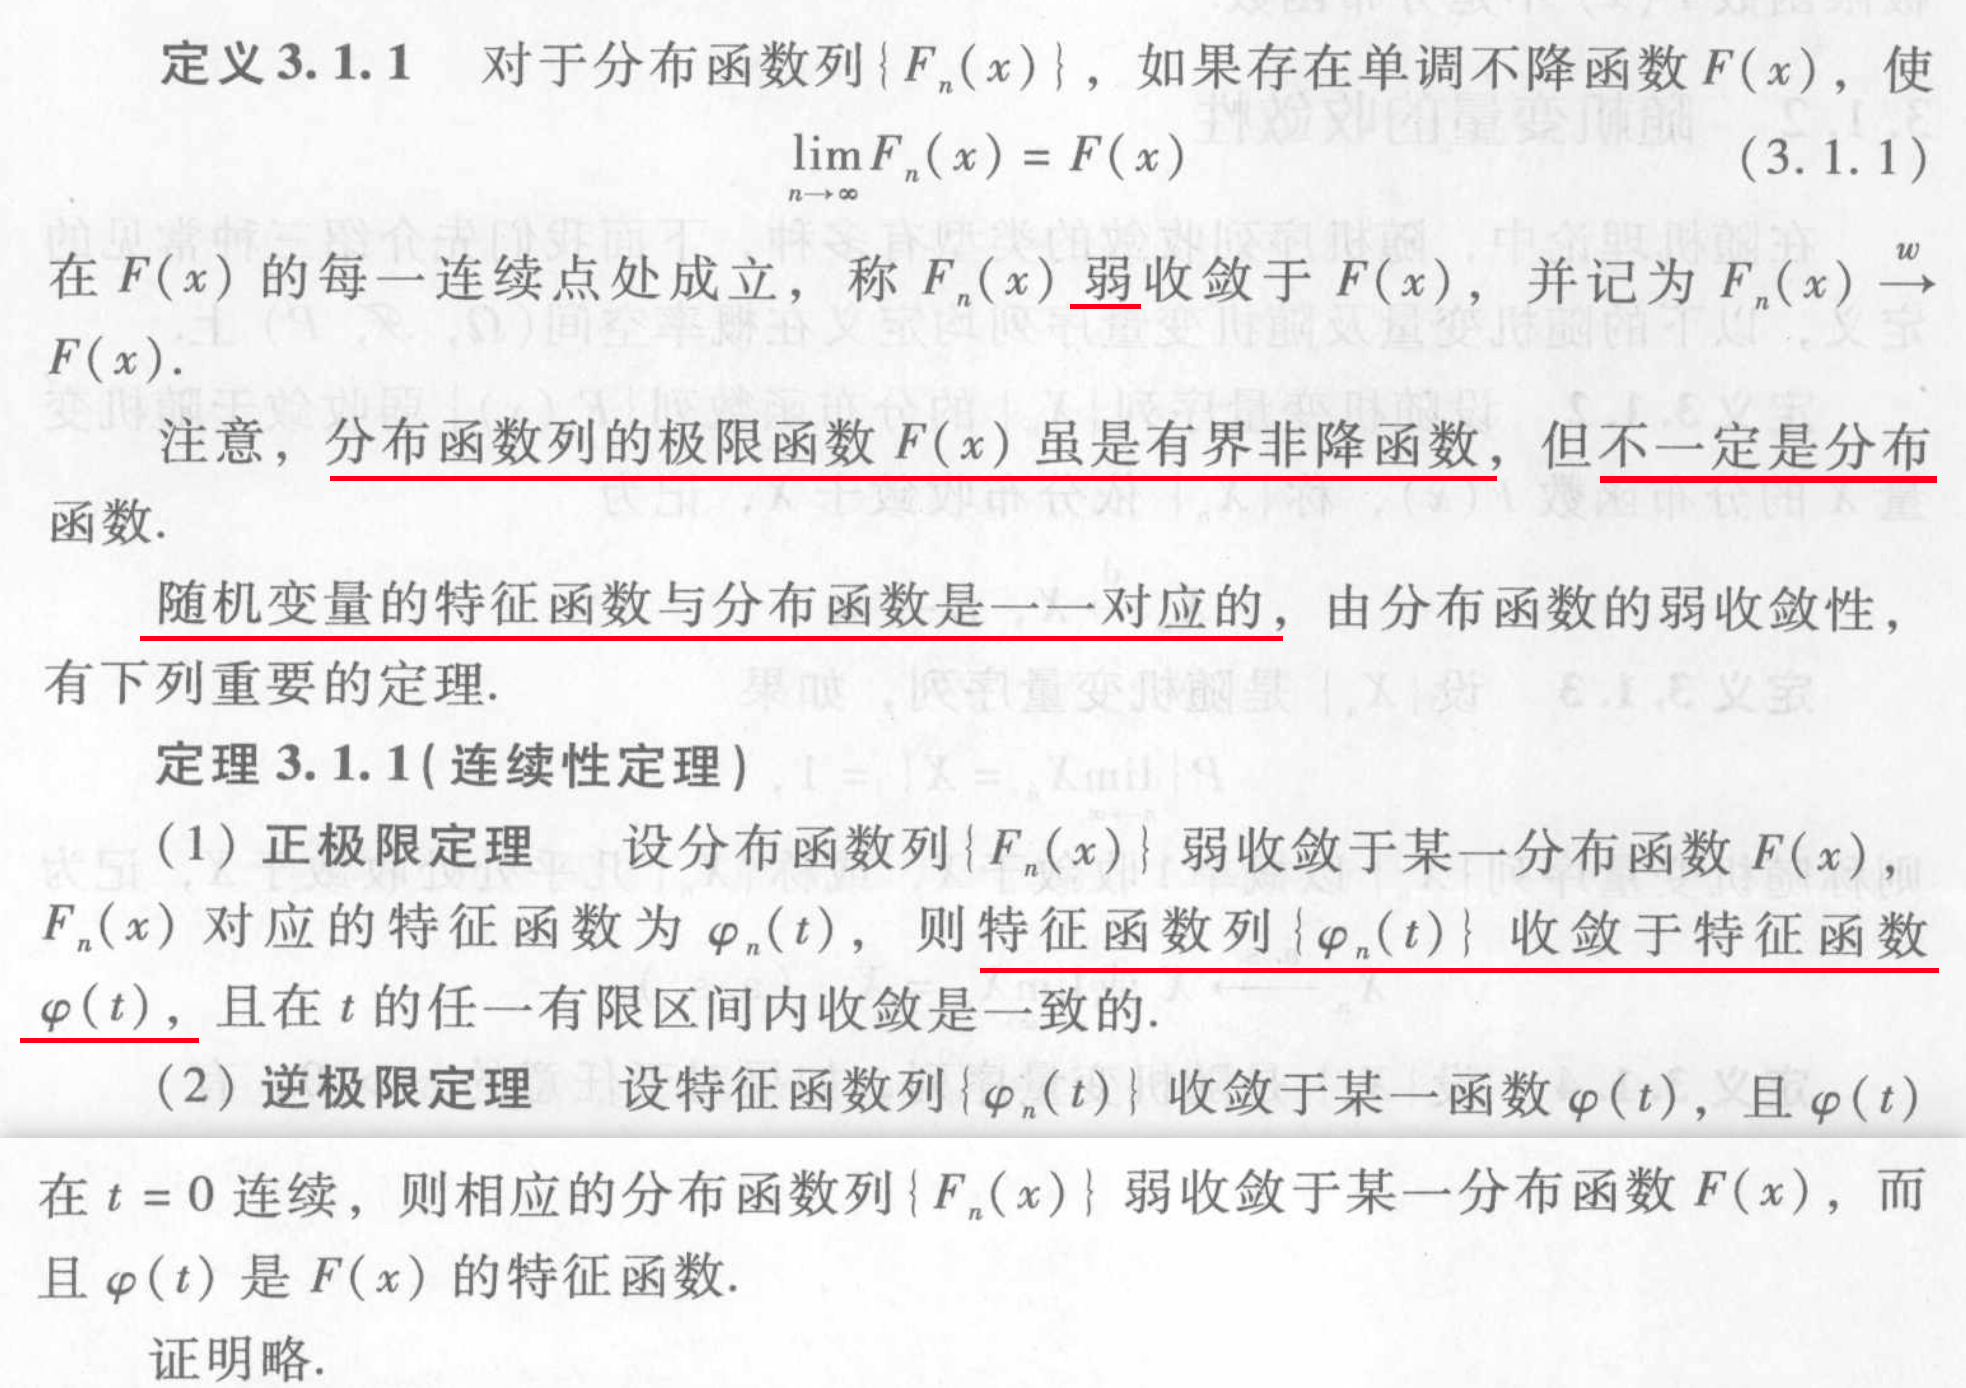 定义3.1.1 对于分布函数列{F_n(x)}，如果存在单调不降函数F(x)，使
lim_{n→∞} F_n(x) = F(x) (3.1.1)
在 F(x) 的每一连续点处成立，称 F_n(x) 弱收敛于 F(x)，并记为 F_n(x) \xrightarrow{w}
F(x).
注意，分布函数列的极限函数 F(x) 虽是有界非降函数，但不一定是分布
函数.
随机变量的特征函数与分布函数是一一对应的，由分布函数的弱收敛性，
有下列重要的定理.
定理 3.1.1(连续性定理)
(1) 正极限定理 设分布函数列{F_n(x)} 弱收敛于某一分布函数 F(x)，
F_n(x) 对应的特征函数为 φ_n(t)，则特征函数列{φ_n(t)} 收敛于特征函数
φ(t)，且在 t 的任一有限区间内收敛是一致的.
(2) 逆极限定理 设特征函数列{φ_n(t)} 收敛于某一函数 φ(t)，且 φ(t)
在 t = 0 连续，则相应的分布函数列{F_n(x)} 弱收敛于某一分布函数 F(x)，而
且 φ(t) 是 F(x) 的特征函数.
证明略.